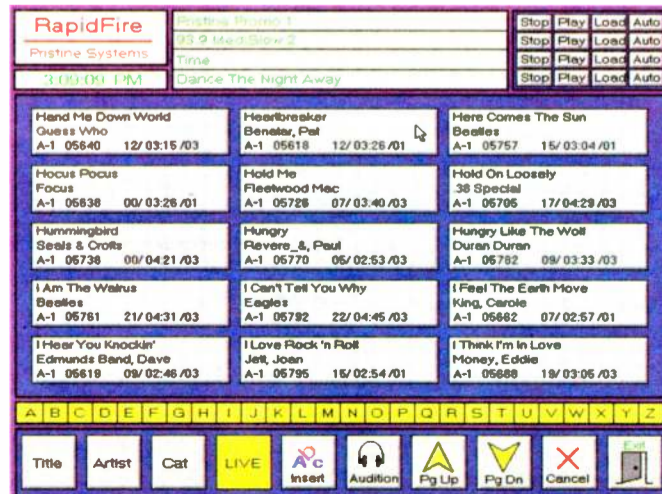 RapidFire
Pristine Systems
3:09:09 PM
Pristine Promo 1
93.9 Med/Slow 2
Time
Dance The Night Away
Stop Play Load Auto
Stop Play Load Auto
Stop Play Load Auto
Stop Play Load Auto
Hand Me Down World
Guess Who
A-1 05640 12/03:15/03
Heartbreaker
Benatar, Pat
A-1 05618 12/03:26/01
Here Comes The Sun
Beatles
A-1 05757 15/03:04/01
Hocus Pocus
Focus
A-1 05638 00/03:26/01
Hold Me
Fleetwood Mac
A-1 05726 07/03:40/03
Hold On Loosely
.38 Special
A-1 05705 17/04:29/03
Hummingbird
Seals & Crofts
A-1 05738 00/04:21/03
Hungry
Revere_&, Paul
A-1 05770 05/02:53/03
Hungry Like The Wolf
Duran Duran
A-1 05782 09/03:33/03
I Am The Walrus
Beatles
A-1 05761 21/04:31/03
I Can't Tell You Why
Eagles
A-1 05792 22/04:45/03
I Feel The Earth Move
King, Carole
A-1 05662 07/02:57/01
I Hear You Knockin'
Edmunds Band, Dave
A-1 05619 09/02:46/03
I Love Rock 'n Roll
Jett, Joan
A-1 05795 15/02:54/01
I Think I'm In Love
Money, Eddie
A-1 05688 19/03:05/03
A B C D E F G H I J K L M N O P Q R S T U V W X Y Z
Title
Artist
Cat
LIVE
Insert
Audition
Pg Up
Pg Dn
Cancel
Exit